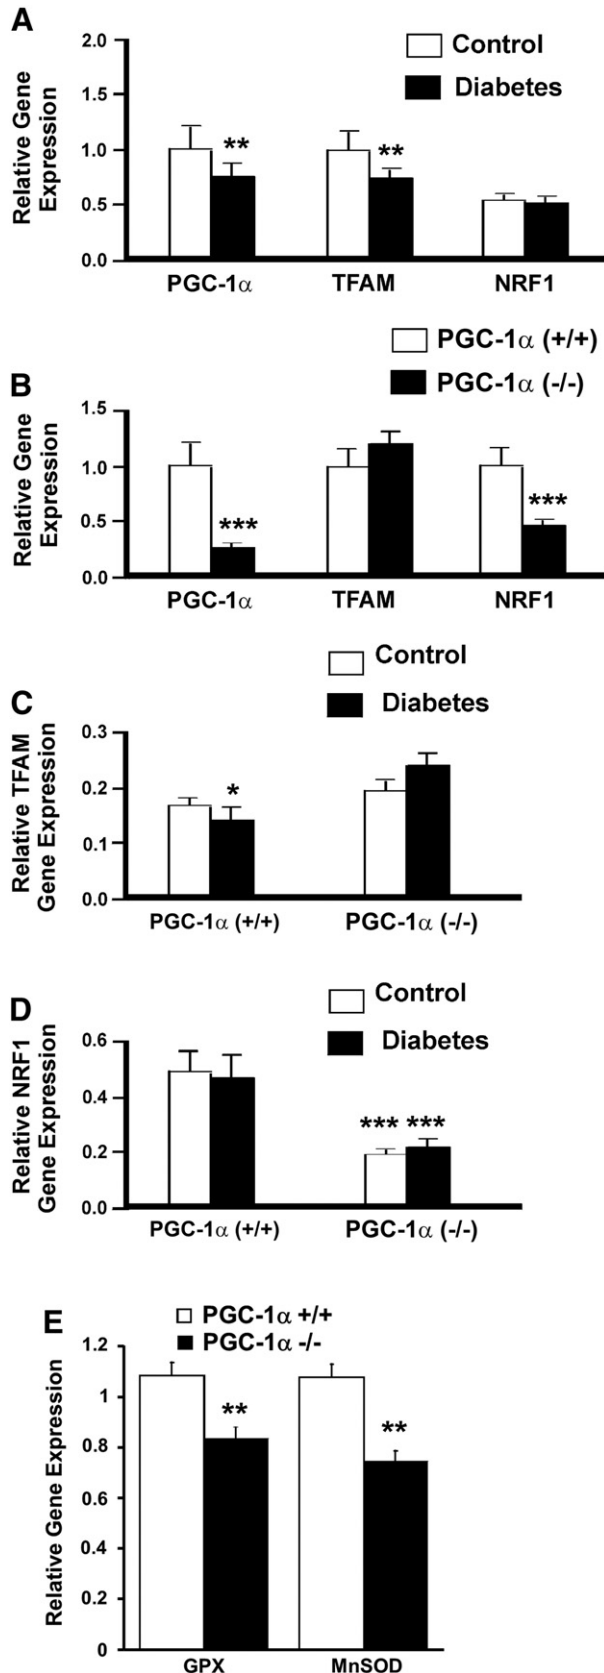 A
Relative Gene
Expression
2.0
1.5
1.0
0.5
0.0
Control
Diabetes
**
**
PGC-1α TFAM NRF1
B
Relative Gene
Expression
PGC-1α (+/+)
PGC-1α (-/-)
1.5
1.0
0.5
0.0
***
***
PGC-1α TFAM NRF1
C
Relative TFAM
Gene Expression
Control
Diabetes
0.3
0.2
0.1
0.0
*
PGC-1α (+/+) PGC-1α (-/-)
D
Relative NRF1
Gene Expression
Control
Diabetes
0.6
0.4
0.2
0.0
*** ***
PGC-1α (+/+) PGC-1α (-/-)
E
PGC-1α +/+
PGC-1α -/-
Relative Gene Expression
1.2
1
0.8
0.6
0.4
0.2
0
**
**
GPX MnSOD